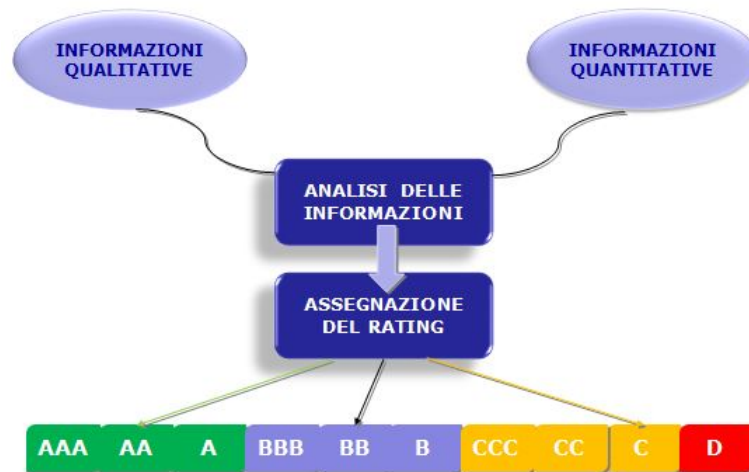 INFORMAZIONI
QUALITATIVE
INFORMAZIONI
QUANTITATIVE
ANALISI DELLE
INFORMAZIONI
ASSEGNAZIONE
DEL RATING
AAA AA A BBB BB B CCC CC C D